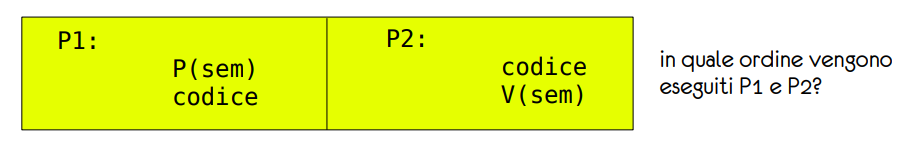 P1:
P(sem)
codice
P2:
codice
V(sem)
in quale ordine vengono
eseguiti P1 e P2?